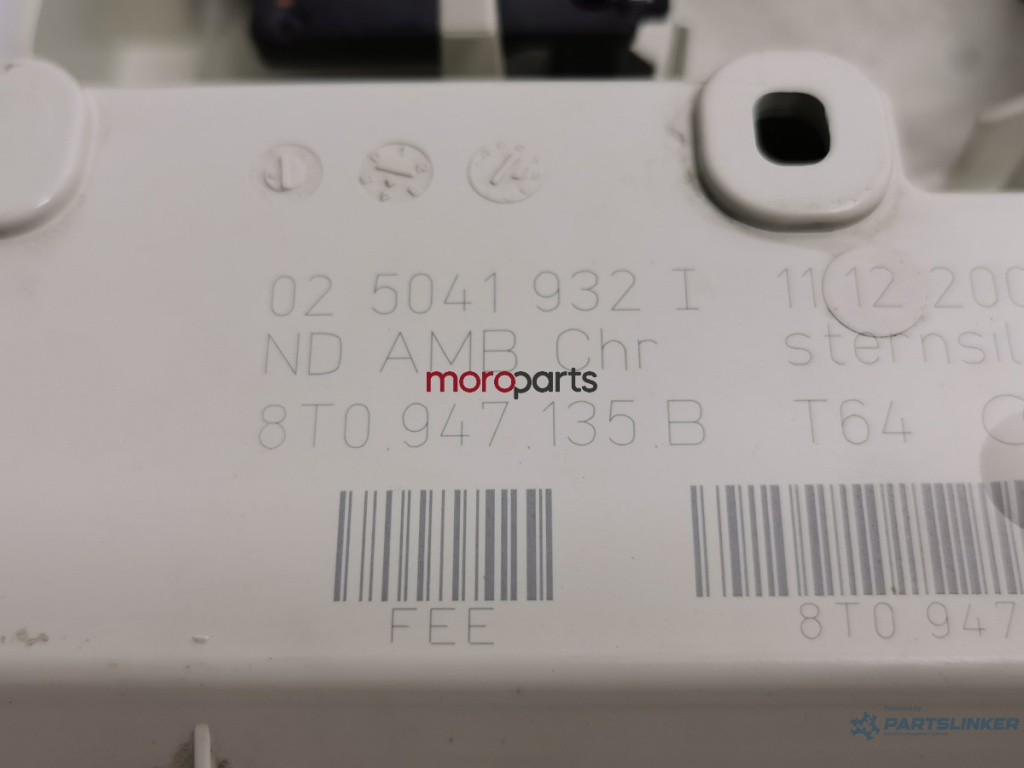 02 5041 932 I 11.12.200
ND AMB Chr sternsil
moroparts
8T0.947.135.B T64
FEE
8T0 947
PARTSLINKER